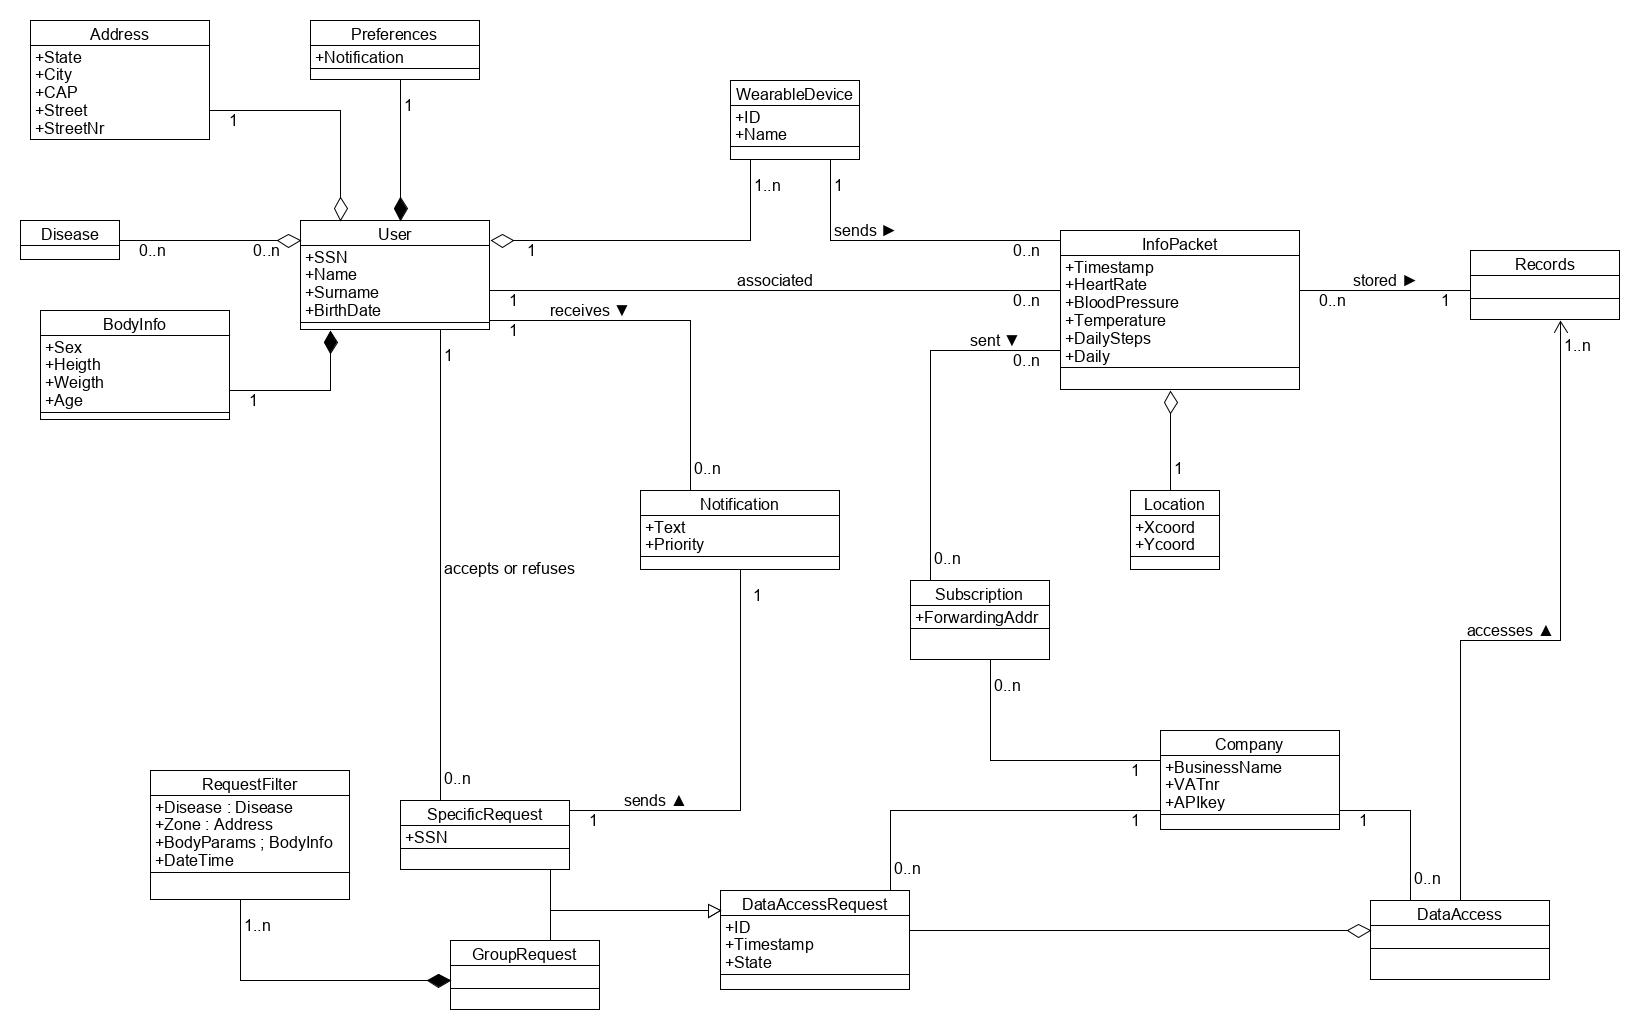 Address
+State
+City
+CAP
+Street
+StreetNr
1
Preferences
+Notification
1
WearableDevice
+ID
+Name
1..n
1
sends ►
0..n
Disease
0..n
0..n
User
+SSN
+Name
+Surname
+BirthDate
1
associated
1
0..n
receives ▼
1
0..n
BodyInfo
+Sex
+Heigth
+Weigth
+Age
1
InfoPacket
+Timestamp
+HeartRate
+BloodPressure
+Temperature
+DailySteps
+Daily
stored ►
0..n
1
Records
1..n
sent ▼
0..n
0..n
1
Location
+Xcoord
+Ycoord
Notification
+Text
+Priority
1
1
accepts or refuses
0..n
Subscription
+ForwardingAddr
0..n
accesses ▲
Company
+BusinessName
+VATnr
+APIkey
1
1
1
0..n
0..n
RequestFilter
+Disease : Disease
+Zone : Address
+BodyParams ; BodyInfo
+DateTime
1..n
SpecificRequest
+SSN
sends ▲
1
DataAccessRequest
+ID
+Timestamp
+State
DataAccess
GroupRequest